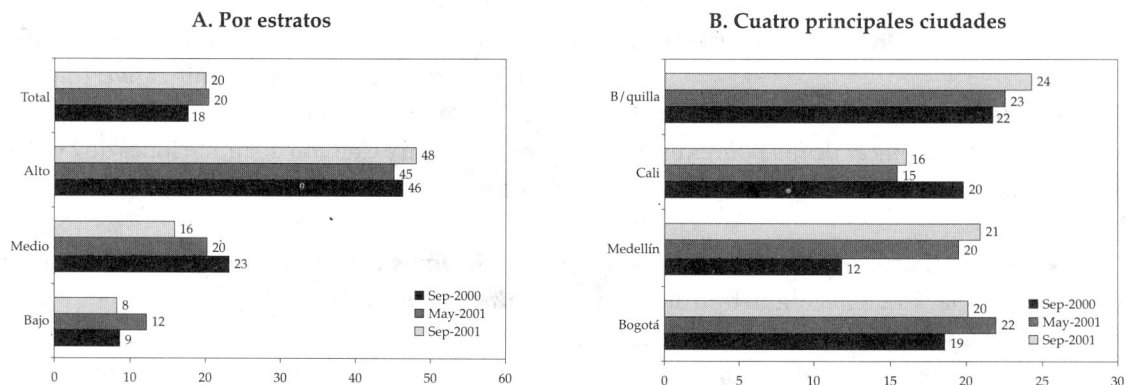 A. Por estratos
Total
20
20
18
Alto
48
45
46
Medio
16
20
23
Bajo
8
12
9
Sep-2000
May-2001
Sep-2001
0 10 20 30 40 50 60
B. Cuatro principales ciudades
B/quilla
24
23
22
Cali
16
15
20
Medellín
21
20
12
Bogotá
20
22
19
Sep-2000
May-2001
Sep-2001
0 5 10 15 20 25 30